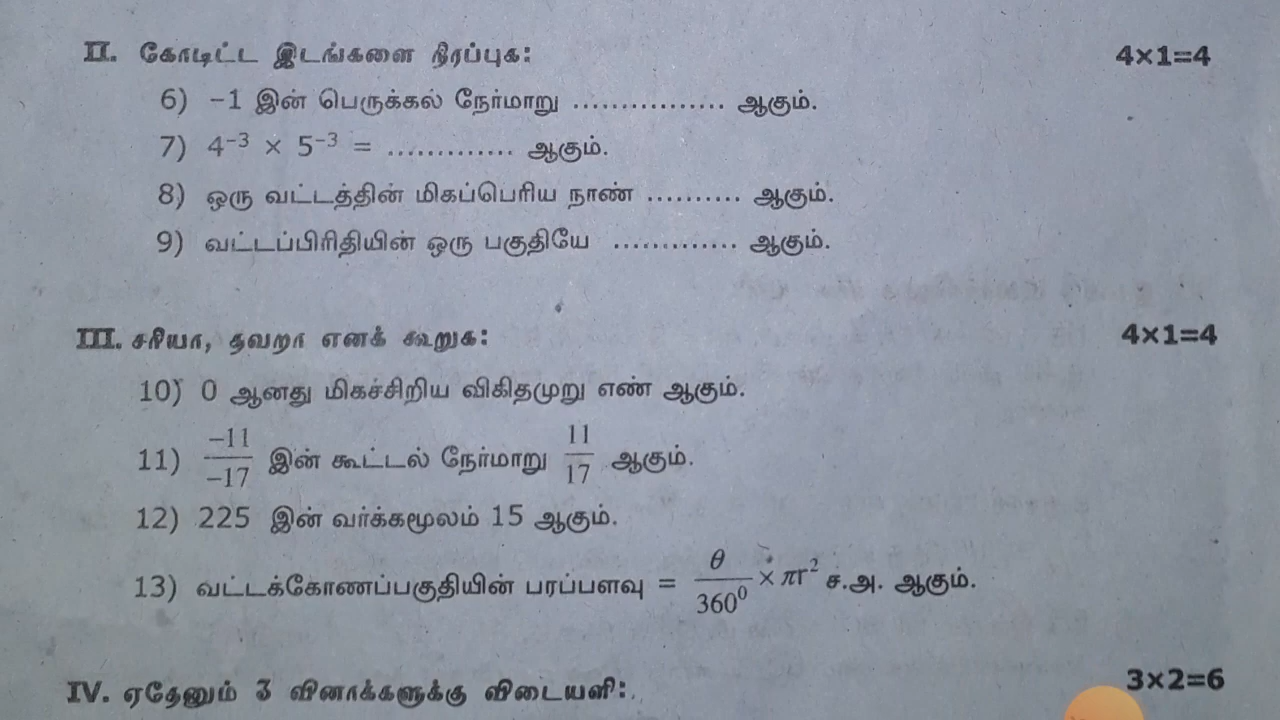 II. கோடிட்ட இடங்களை நிரப்புக: 4×1=4
6) -1 இன் பெருக்கல் நேர்மாறு ................ ஆகும்.
7) 4⁻³ × 5⁻³ = ............. ஆகும்.
8) ஒரு வட்டத்தின் மிகப்பெரிய நாண் .......... ஆகும்.
9) வட்டப்பிரிதியின் ஒரு பகுதியே ............. ஆகும்.
III. சரியா, தவறா எனக் கூறுக: 4×1=4
10) 0 ஆனது மிகச்சிறிய விகிதமுறு எண் ஆகும்.
11) -11/-17 இன் கூட்டல் நேர்மாறு 11/17 ஆகும்.
12) 225 இன் வர்க்கமூலம் 15 ஆகும்.
13) வட்டக்கோணப்பகுதியின் பரப்பளவு = θ/360⁰ × πr² ச.அ. ஆகும்.
IV. ஏதேனும் 3 வினாக்களுக்கு விடையளி: 3×2=6